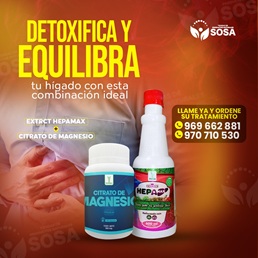 DETOXIFICA Y
EQUILIBRA
tu hígado con esta
combinación ideal
SOSA
EXTRCT HEPAMAX
+
CITRATO DE MAGNESIO
LLAME YA Y ORDENE
SU TRATAMIENTO
969 662 881
970 710 530
CITRATO DE
MAGNESIO
HEPA
SOSA